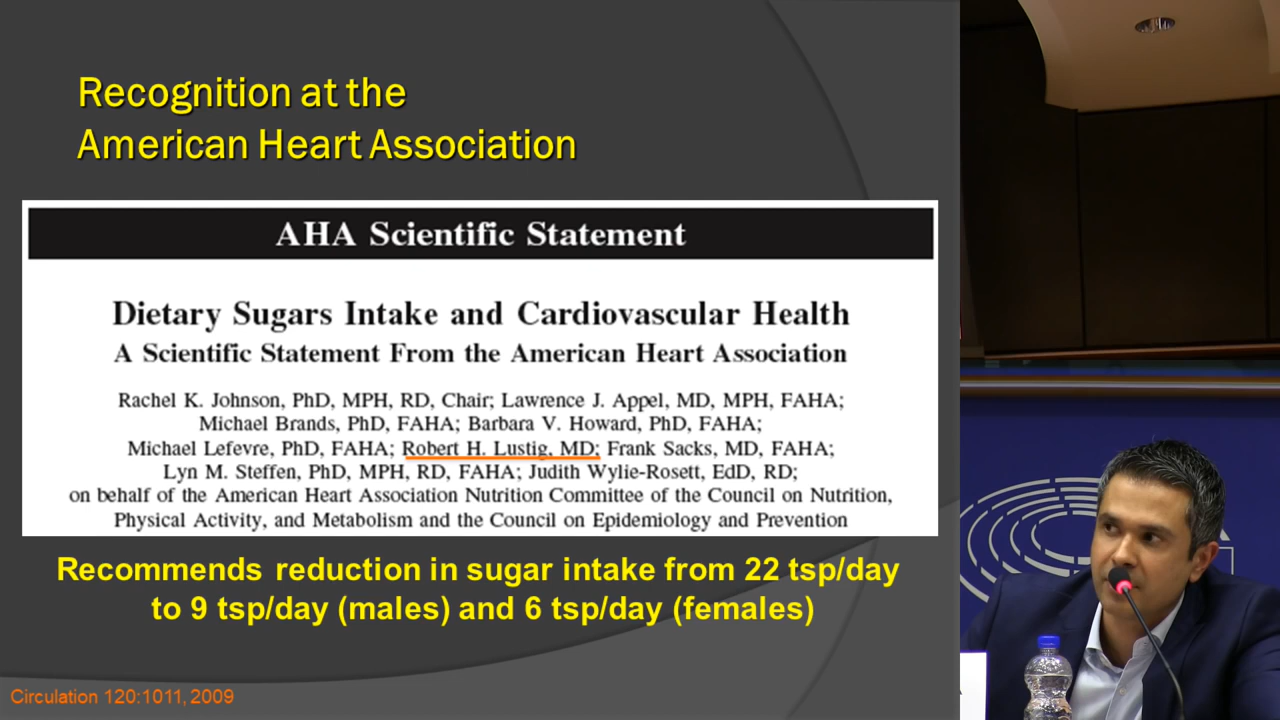 Recognition at the
American Heart Association
AHA Scientific Statement
Dietary Sugars Intake and Cardiovascular Health
A Scientific Statement From the American Heart Association
Rachel K. Johnson, PhD, MPH, RD, Chair; Lawrence J. Appel, MD, MPH, FAHA;
Michael Brands, PhD, FAHA; Barbara V. Howard, PhD, FAHA;
Michael Lefevre, PhD, FAHA; Robert H. Lustig, MD; Frank Sacks, MD, FAHA;
Lyn M. Steffen, PhD, MPH, RD, FAHA; Judith Wylie-Rosett, EdD, RD;
on behalf of the American Heart Association Nutrition Committee of the Council on Nutrition,
Physical Activity, and Metabolism and the Council on Epidemiology and Prevention
Recommends reduction in sugar intake from 22 tsp/day
to 9 tsp/day (males) and 6 tsp/day (females)
Circulation 120:1011, 2009